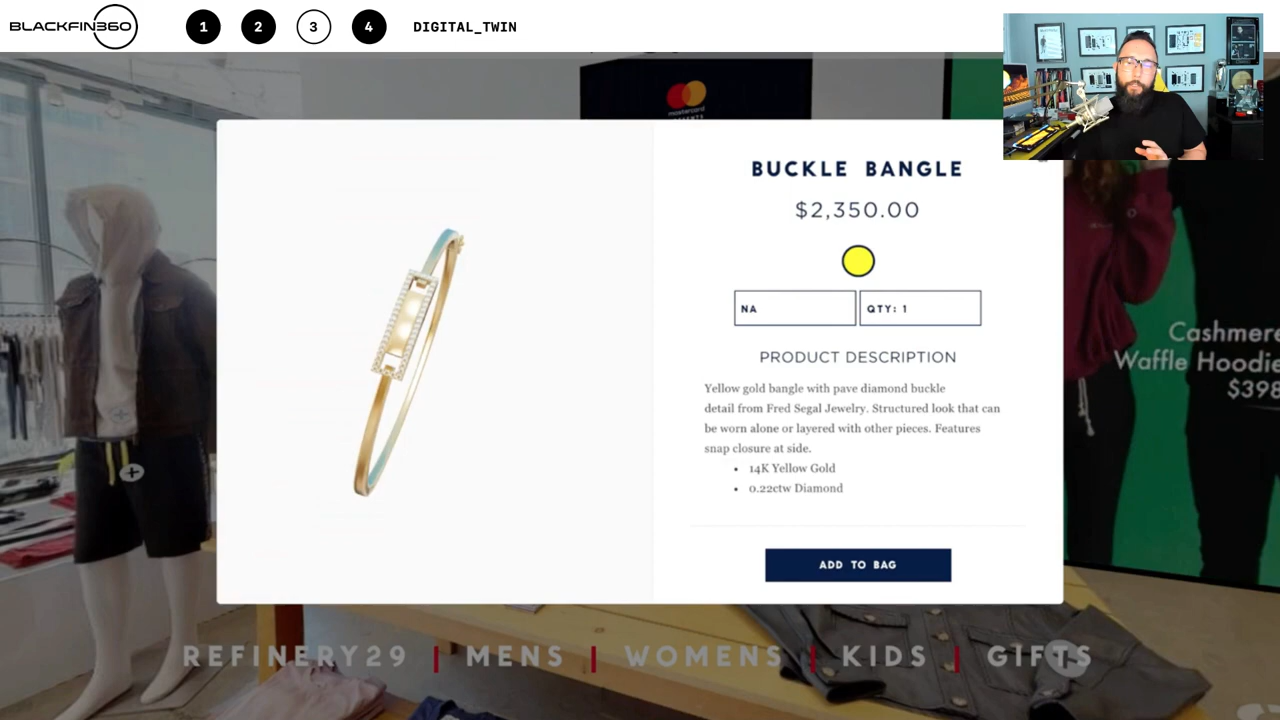 BLACKFIN360
1
2
3
4
DIGITAL_TWIN
mastercard
PRESENTS
BUCKLE BANGLE
$2,350.00
NA
QTY: 1
PRODUCT DESCRIPTION
Yellow gold bangle with pave diamond buckle
detail from Fred Segal Jewelry. Structured look that can
be worn alone or layered with other pieces. Features
snap closure at side.
• 14K Yellow Gold
• 0.22ctw Diamond
ADD TO BAG
Cashmere
Waffle Hoodie
$398
REFINERY29 | MENS | WOMENS | KIDS | GIFTS